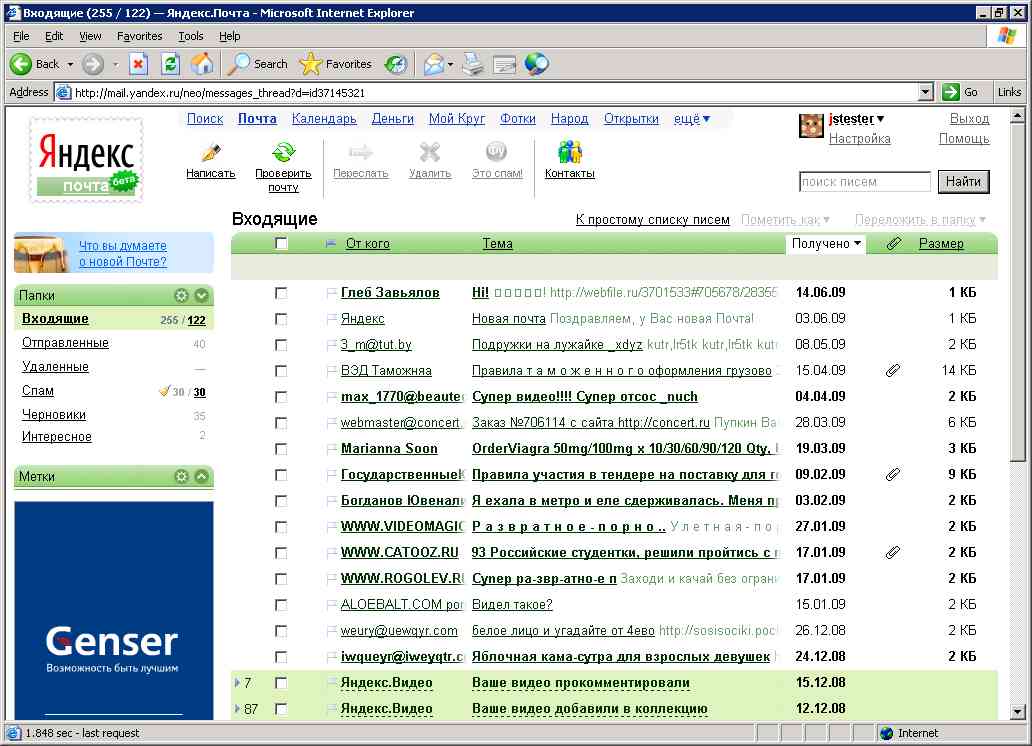 Входящие (255 / 122) — Яндекс.Почта - Microsoft Internet Explorer
File Edit View Favorites Tools Help
Back Search Favorites
Address http://mail.yandex.ru/neo/messages_thread?d=id37145321 Go Links
Поиск Почта Календарь Деньги Мой Круг Фотки Народ Открытки ещё ▼
jstester ▼ Выход
Настройка Помощь
Яндекс
почта бета
Написать Проверить почту Переслать Удалить Это спам! Контакты
поиск писем Найти
Входящие К простому списку писем Пометить как ▼ Переложить в папку ▼
Что вы думаете
о новой Почте?
Папки
Входящие 255 / 122
Отправленные 40
Удаленные —
Спам 30 / 30
Черновики 35
Интересное 2
Метки
Genser
Возможность быть лучшим
От кого Тема Получено ▼ Размер
Глеб Завьялов Hi! □□□□□! http://webfile.ru/3701533#705678/28355 14.06.09 1 КБ
Яндекс Новая почта Поздравляем, у Вас новая Почта! 03.06.09 1 КБ
3_m@tut.by Подружки на лужайке _xdyz kutr,lr5tk kutr,lr5tk kut 08.05.09 2 КБ
ВЭД Таможняа Правила т а м о ж е н н о г о оформления грузово 15.04.09 14 КБ
max_1770@beaute Супер видео!!!! Супер отсос _nuch 04.04.09 2 КБ
webmaster@concert. Заказ №706114 с сайта http://concert.ru Пупкин Ва 28.03.09 6 КБ
Marianna Soon OrderViagra 50mg/100mg x 10/30/60/90/120 Qty, 19.03.09 3 КБ
Государственные Правила участия в тендере на поставку для г 09.02.09 9 КБ
Богданов Ювенали Я ехала в метро и еле сдерживалась. Меня п 03.02.09 2 КБ
WWW.VIDEOMAGIC Р а з в р а т н о е - п о р н о .. У л е т н а я - п о 27.01.09 2 КБ
WWW.CATOOZ.RU 93 Российские студентки, решили пройтись с 17.01.09 2 КБ
WWW.ROGOLEV.RU Супер ра-звр-атно-е п Заходи и качай без ограни 17.01.09 2 КБ
ALOEBALT.COM por Видел такое? 15.01.09 2 КБ
weury@uewqyr.com белое лицо и угадайте от 4ево http://sosisociki.poc 26.12.08 2 КБ
iwqueyr@iweyqtr.c Яблочная кама-сутра для взрослых девушек 24.12.08 2 КБ
7 Яндекс.Видео Ваше видео прокомментировали 15.12.08
87 Яндекс.Видео Ваше видео добавили в коллекцию 12.12.08
1.848 sec - last request Internet